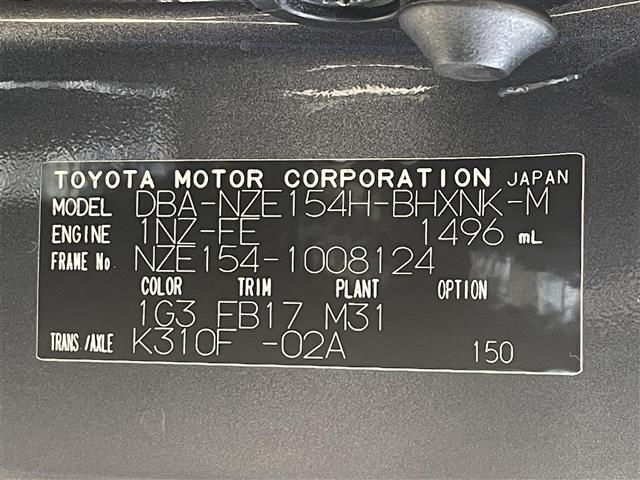 TOYOTA MOTOR CORPORATION JAPAN
MODEL DBA-NZE154H-BHXNK-M
ENGINE 1NZ-FE 1496 mL
FRAME No. NZE154-1008124
COLOR TRIM PLANT OPTION
1G3 FB17 M31
TRANS./AXLE K310F -02A 150